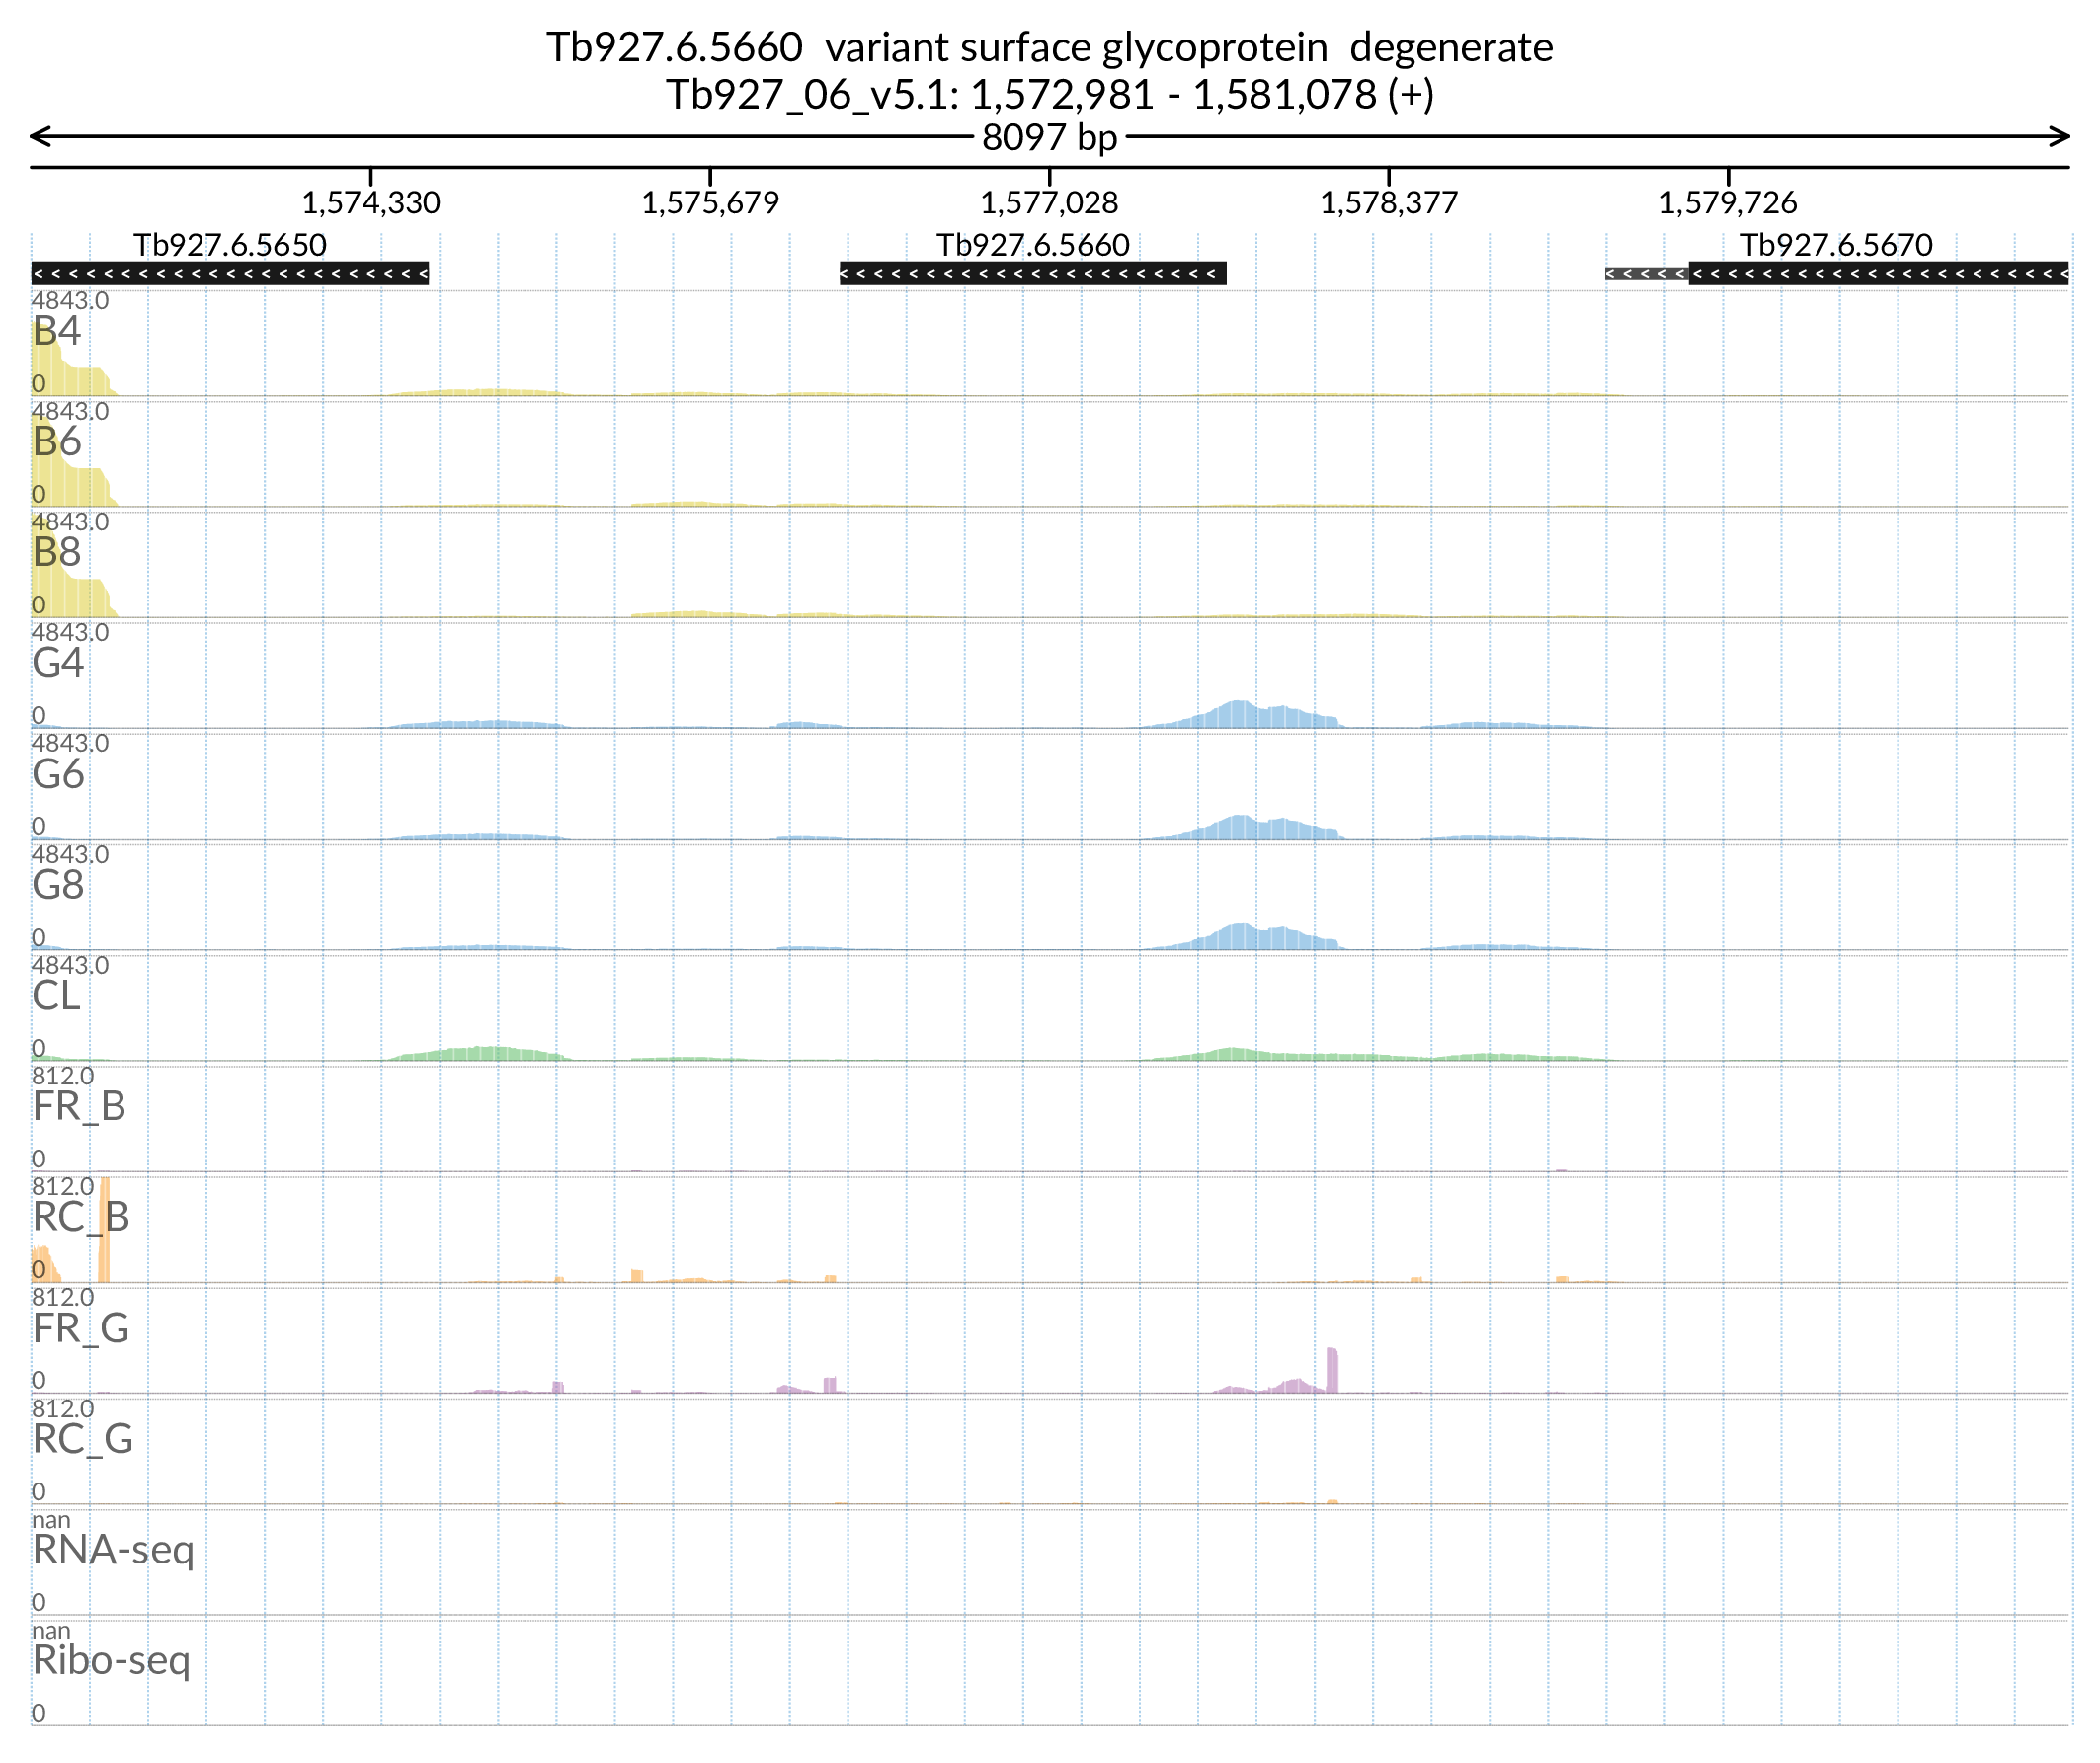 Tb927.6.5660  variant surface glycoprotein  degenerate
Tb927_06_v5.1: 1,572,981 - 1,581,078 (+)
8097 bp
1,574,330 1,575,679 1,577,028 1,578,377 1,579,726
Tb927.6.5650 Tb927.6.5660 Tb927.6.5670
4843.0
B4
0
4843.0
B6
0
4843.0
B8
0
4843.0
G4
0
4843.0
G6
0
4843.0
G8
0
4843.0
CL
0
812.0
FR_B
0
812.0
RC_B
0
812.0
FR_G
0
812.0
RC_G
0
nan
RNA-seq
0
nan
Ribo-seq
0